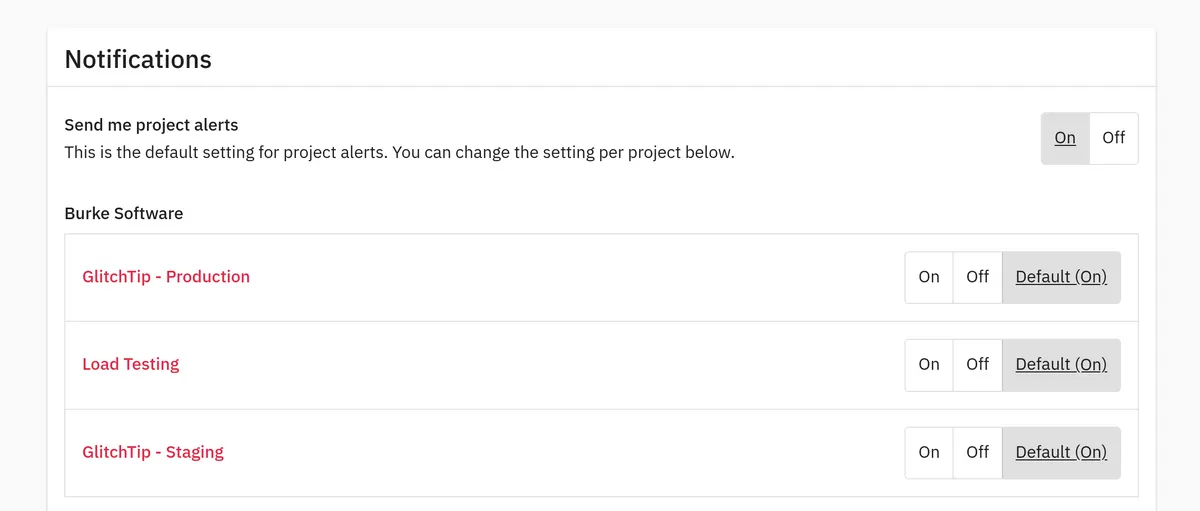 Notifications
Send me project alerts
This is the default setting for project alerts. You can change the setting per project below.
On Off
Burke Software
GlitchTip - Production On Off Default (On)
Load Testing On Off Default (On)
GlitchTip - Staging On Off Default (On)